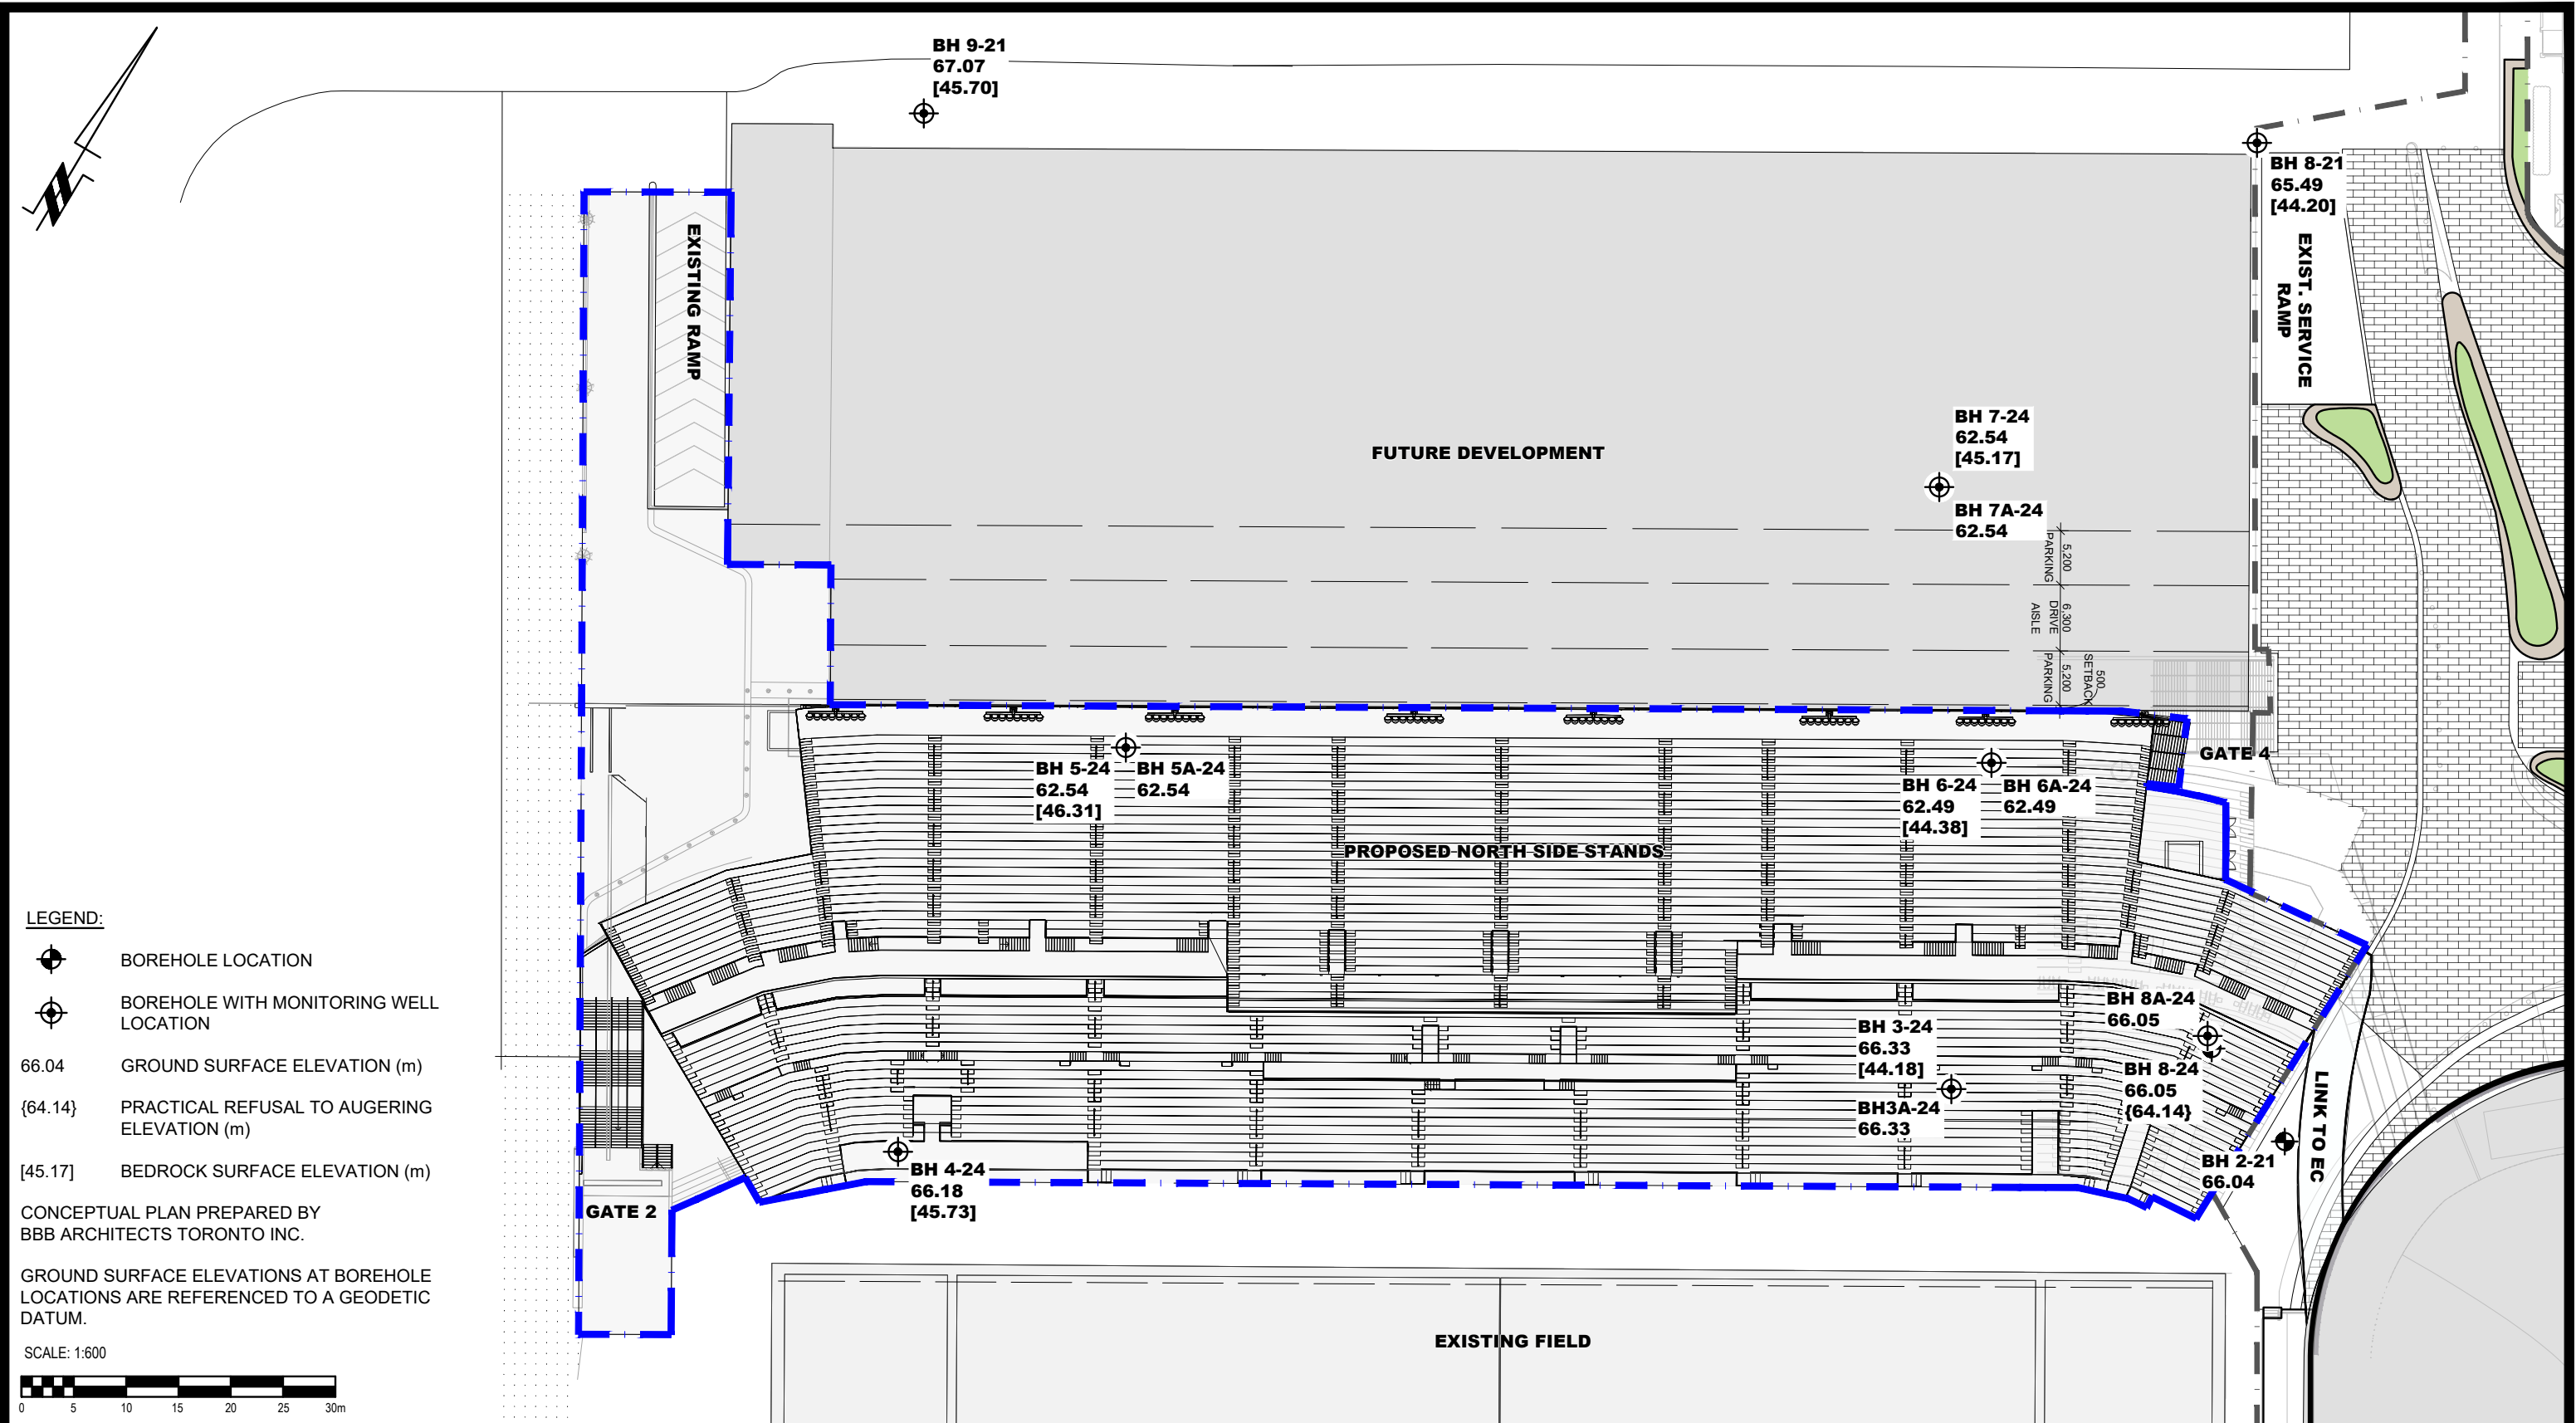 BH 9-21
67.07
[45.70]
BH 8-21
65.49
[44.20]
EXISTING RAMP
EXIST. SERVICE
RAMP
FUTURE DEVELOPMENT
BH 7-24
62.54
[45.17]
BH 7A-24
62.54
5,200
PARKING
6,300
DRIVE
AISLE
5,200
PARKING
500
SETBACK
GATE 4
BH 5-24
62.54
[46.31]
BH 5A-24
62.54
BH 6-24
62.49
[44.38]
BH 6A-24
62.49
PROPOSED NORTH SIDE STANDS
BH 8A-24
66.05
BH 3-24
66.33
[44.18]
BH3A-24
66.33
BH 8-24
66.05
{64.14}
BH 2-21
66.04
LINK TO EC
BH 4-24
66.18
[45.73]
GATE 2
EXISTING FIELD
LEGEND:
BOREHOLE LOCATION
BOREHOLE WITH MONITORING WELL
LOCATION
66.04 GROUND SURFACE ELEVATION (m)
{64.14} PRACTICAL REFUSAL TO AUGERING
ELEVATION (m)
[45.17] BEDROCK SURFACE ELEVATION (m)
CONCEPTUAL PLAN PREPARED BY
BBB ARCHITECTS TORONTO INC.
GROUND SURFACE ELEVATIONS AT BOREHOLE
LOCATIONS ARE REFERENCED TO A GEODETIC
DATUM.
SCALE: 1:600
0 5 10 15 20 25 30m